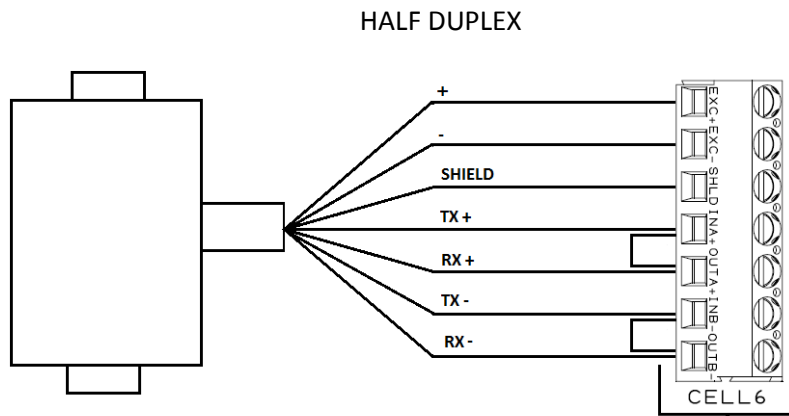 HALF DUPLEX
+
-
SHIELD
TX +
RX +
TX -
RX -
EXC+
EXC-
SHLD
INA+
OUTA+
INB-
OUTB-
CELL6